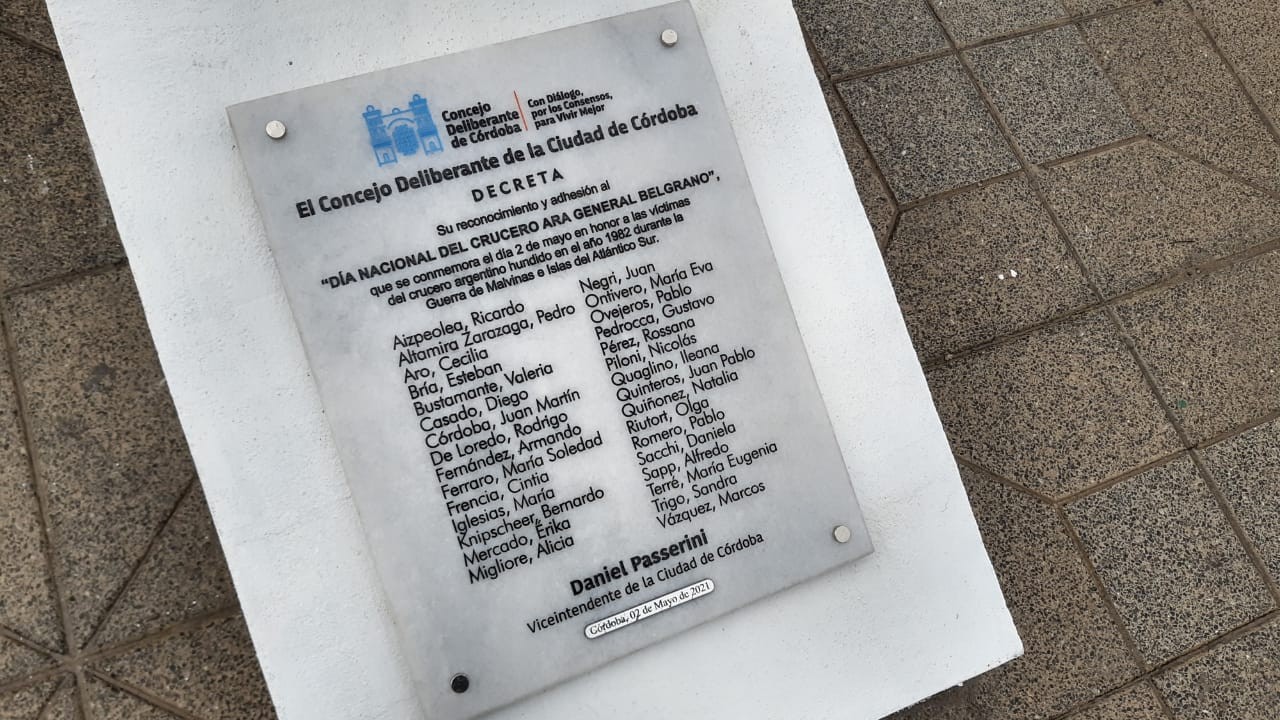 Concejo
Deliberante
de Córdoba
Con Diálogo,
por los Consensos,
para Vivir Mejor
El Concejo Deliberante de la Ciudad de Córdoba
DECRETA
Su reconocimiento y adhesión al
“DÍA NACIONAL DEL CRUCERO ARA GENERAL BELGRANO”,
que se conmemora el día 2 de mayo en honor a las víctimas
del crucero argentino hundido en el año 1982 durante la
Guerra de Malvinas e Islas del Atlántico Sur.
Aizpeolea, Ricardo
Altamira Zarazaga, Pedro
Aro, Cecilia
Bría, Esteban
Bustamante, Valeria
Casado, Diego
Córdoba, Juan Martín
De Loredo, Rodrigo
Fernández, Armando
Ferraro, María Soledad
Frencia, Cintia
Iglesias, María
Knipscheer, Bernardo
Mercado, Érika
Migliore, Alicia
Negri, Juan
Ontivero, María Eva
Ovejeros, Pablo
Pedrocca, Gustavo
Pérez, Rossana
Piloni, Nicolás
Quaglino, Ileana
Quinteros, Juan Pablo
Quiñonez, Natalia
Riutort, Olga
Romero, Pablo
Sacchi, Daniela
Sapp, Alfredo
Terré, María Eugenia
Trigo, Sandra
Vázquez, Marcos
Daniel Passerini
Viceintendente de la Ciudad de Córdoba
Córdoba, 02 de Mayo de 2021